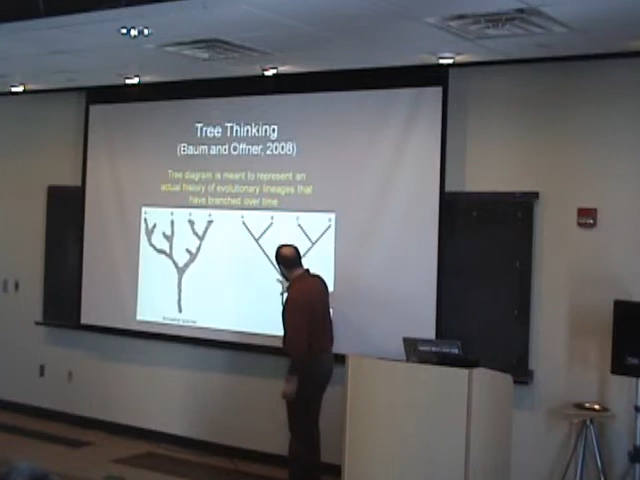 Tree Thinking
(Baum and Offner, 2008)
Tree diagram is meant to represent an
actual history of evolutionary lineages that
have branched over time